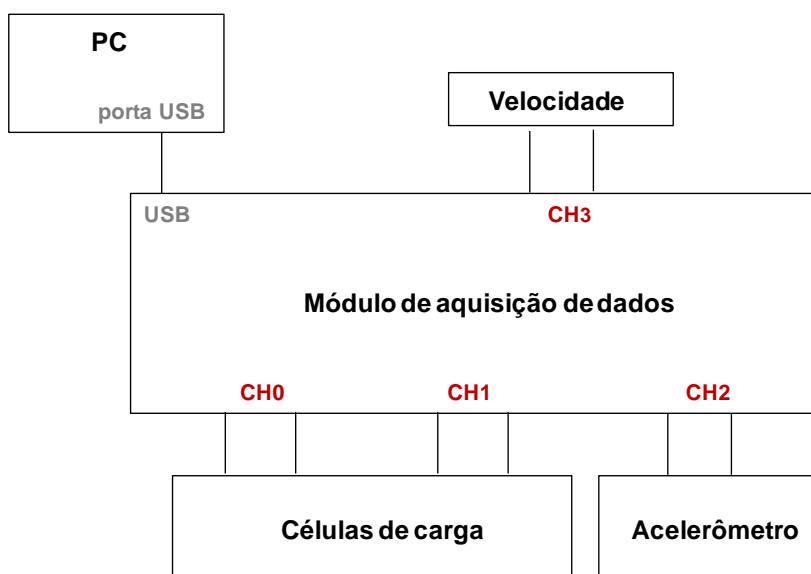 PC
porta USB
Velocidade
USB
CH3
Módulo de aquisição de dados
CH0
CH1
CH2
Células de carga
Acelerômetro